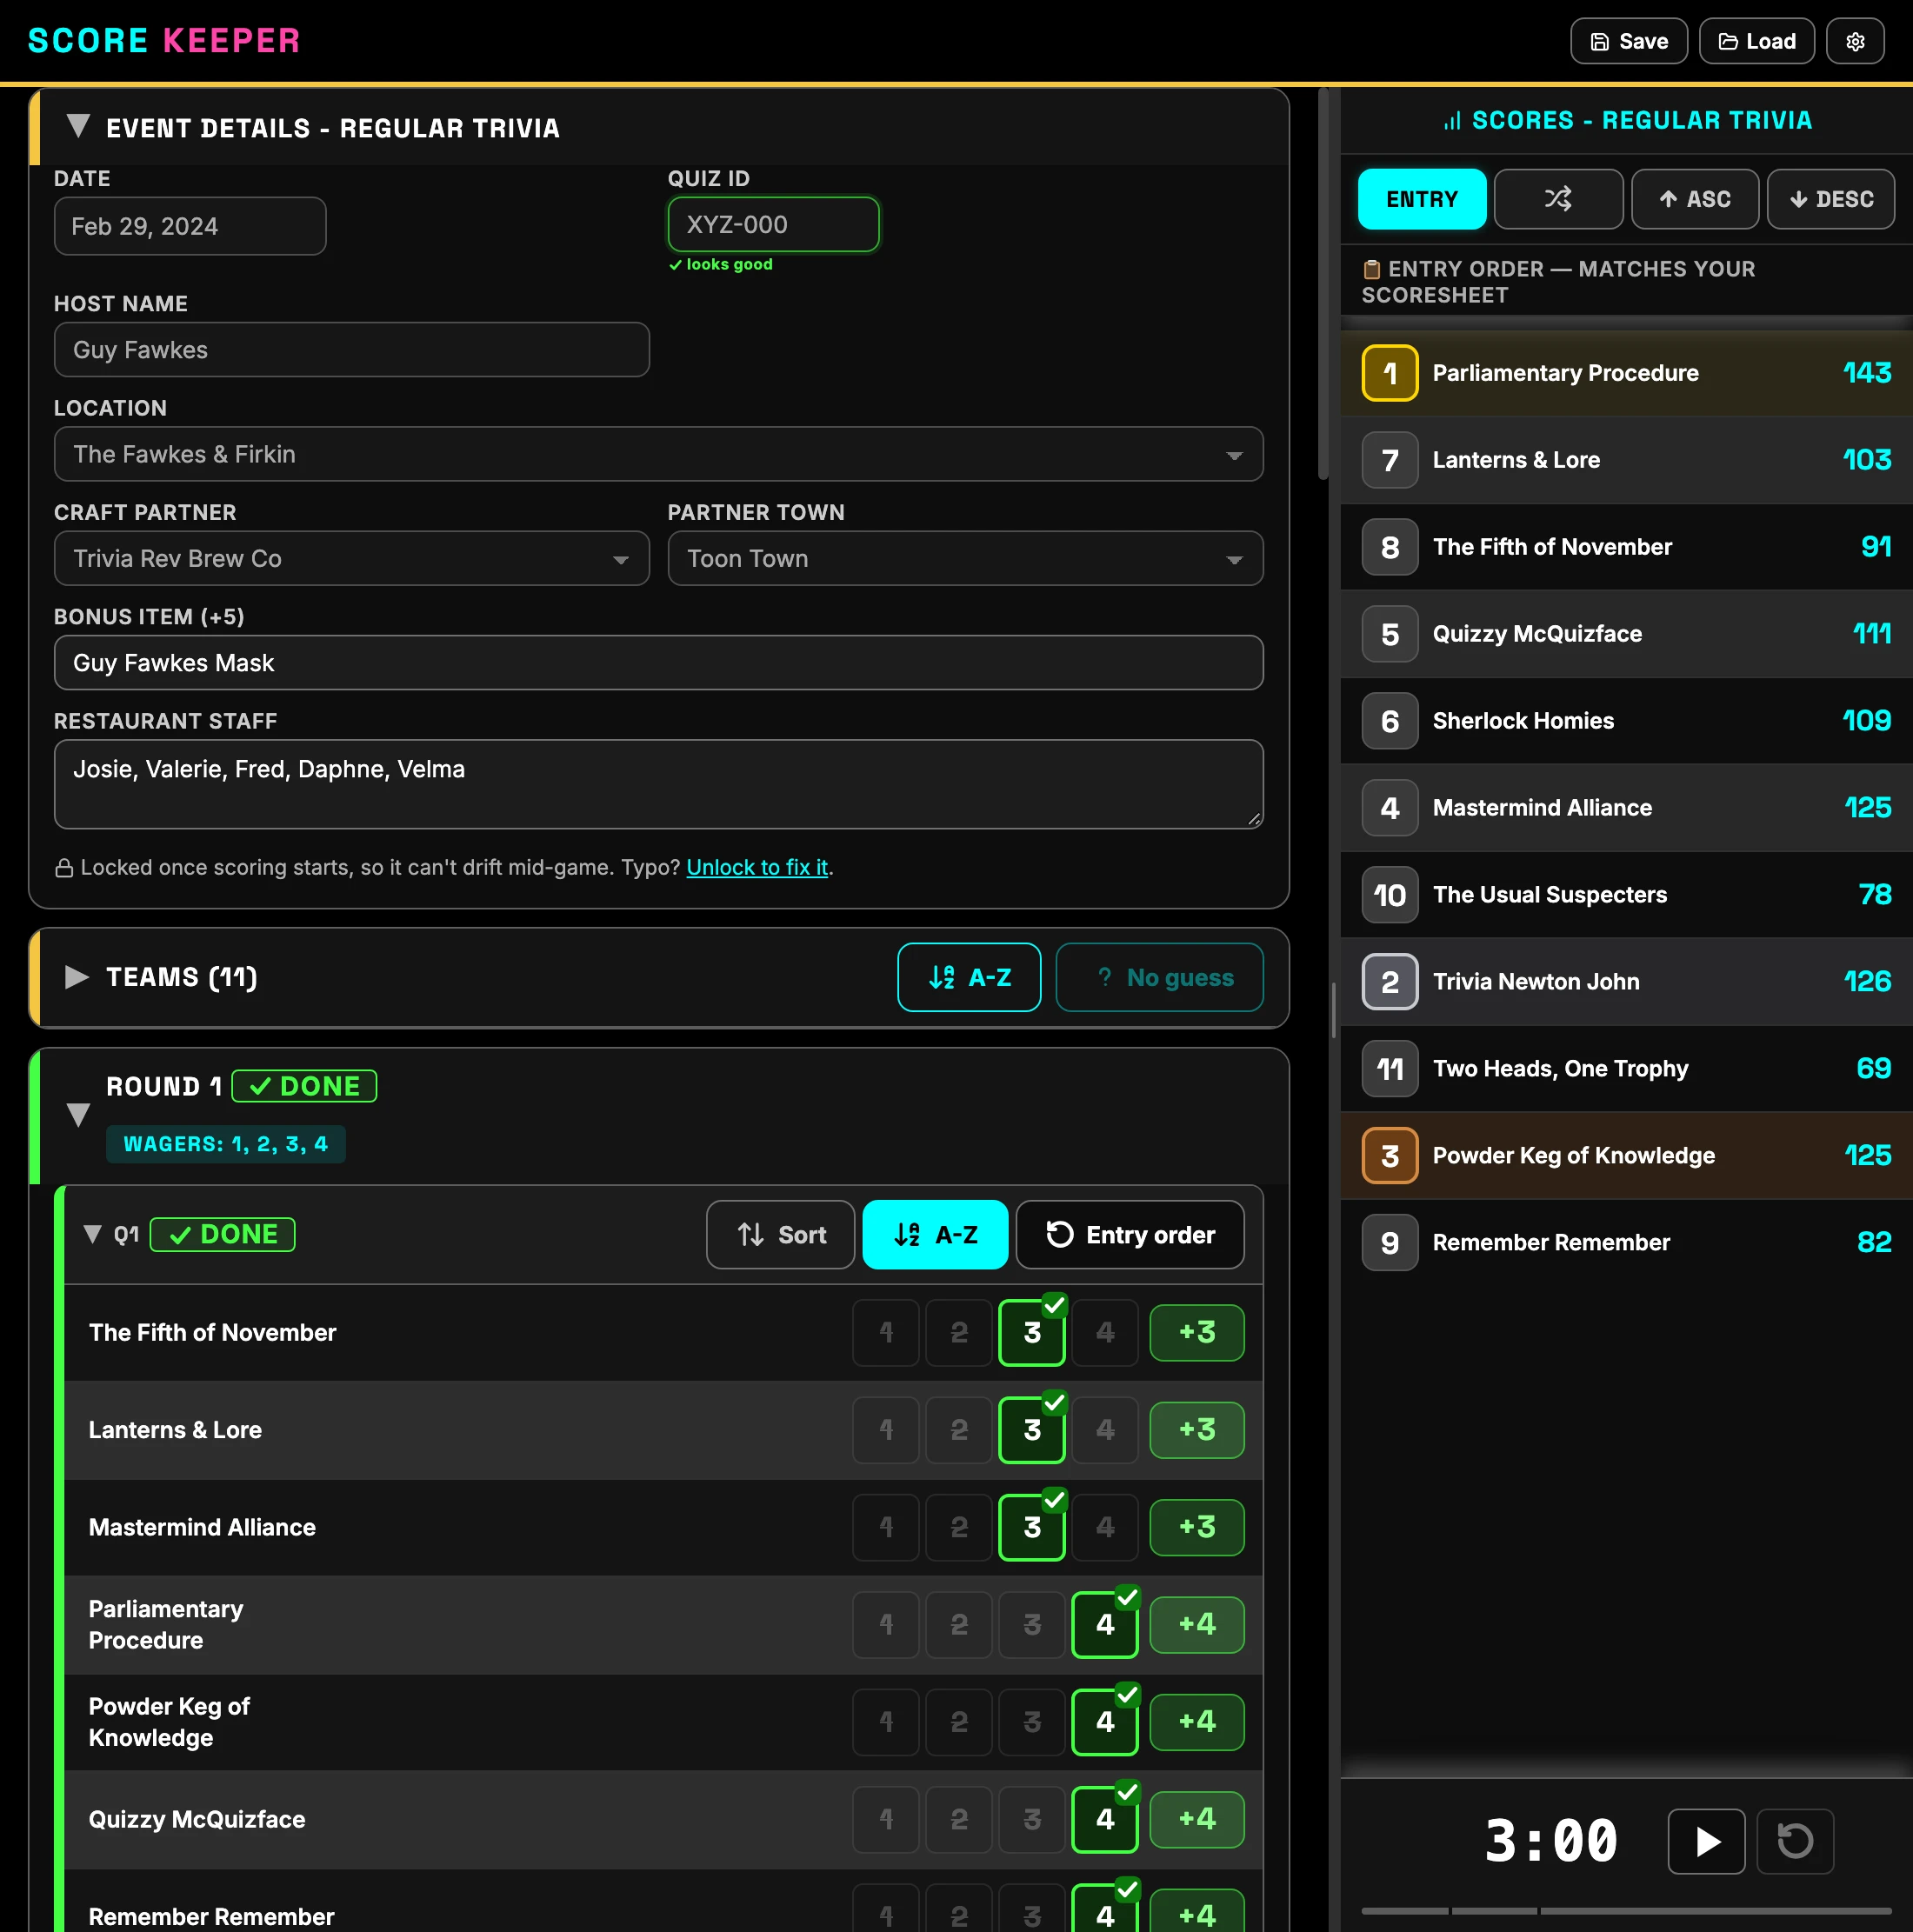 SCORE KEEPER
Save
Load
EVENT DETAILS - REGULAR TRIVIA
DATE
QUIZ ID
Feb 29, 2024
XYZ-000
looks good
HOST NAME
Guy Fawkes
LOCATION
The Fawkes & Firkin
CRAFT PARTNER
PARTNER TOWN
Trivia Rev Brew Co
Toon Town
BONUS ITEM (+5)
Guy Fawkes Mask
RESTAURANT STAFF
Josie, Valerie, Fred, Daphne, Velma
Locked once scoring starts, so it can't drift mid-game. Typo? Unlock to fix it.
TEAMS (11)
A-Z
? No guess
ROUND 1 DONE
WAGERS: 1, 2, 3, 4
Q1 DONE
Sort
A-Z
Entry order
The Fifth of November 1 2 3 4 +3
Lanterns & Lore 1 2 3 4 +3
Mastermind Alliance 1 2 3 4 +3
Parliamentary
Procedure
1 2 3 4 +4
Powder Keg of
Knowledge
1 2 3 4 +4
Quizzy McQuizface 1 2 3 4 +4
Remember Remember 1 2 3 4 +4
SCORES - REGULAR TRIVIA
ENTRY
ASC
DESC
ENTRY ORDER — MATCHES YOUR
SCORESHEET
1 Parliamentary Procedure 143
7 Lanterns & Lore 103
8 The Fifth of November 91
5 Quizzy McQuizface 111
6 Sherlock Homies 109
4 Mastermind Alliance 125
10 The Usual Suspecters 78
2 Trivia Newton John 126
11 Two Heads, One Trophy 69
3 Powder Keg of Knowledge 125
9 Remember Remember 82
3:00